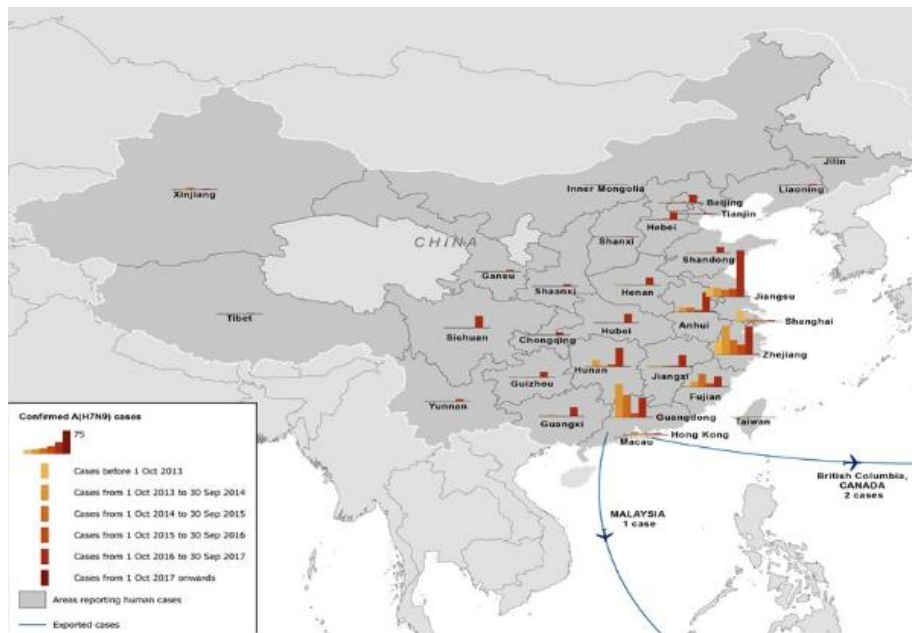 Jilin
Xinjiang
Inner Mongolia
Liaoning
Beijing
Tianjin
Hebei
CHINA
Shanxi
Shandong
Gansu
Shaanxi
Henan
Jiangsu
Tibet
Anhui
Shanghai
Sichuan
Chongqing
Hubei
Zhejiang
Hunan
Jiangxi
Guizhou
Fujian
Yunnan
Guangxi
Guangdong
Taiwan
Macau
Hong Kong
British Columbia,
CANADA
2 cases
MALAYSIA
1 case
Confirmed A(H7N9) cases
75
Cases before 1 Oct 2013
Cases from 1 Oct 2013 to 30 Sep 2014
Cases from 1 Oct 2014 to 30 Sep 2015
Cases from 1 Oct 2015 to 30 Sep 2016
Cases from 1 Oct 2016 to 30 Sep 2017
Cases from 1 Oct 2017 onwards
Areas reporting human cases
Exported cases